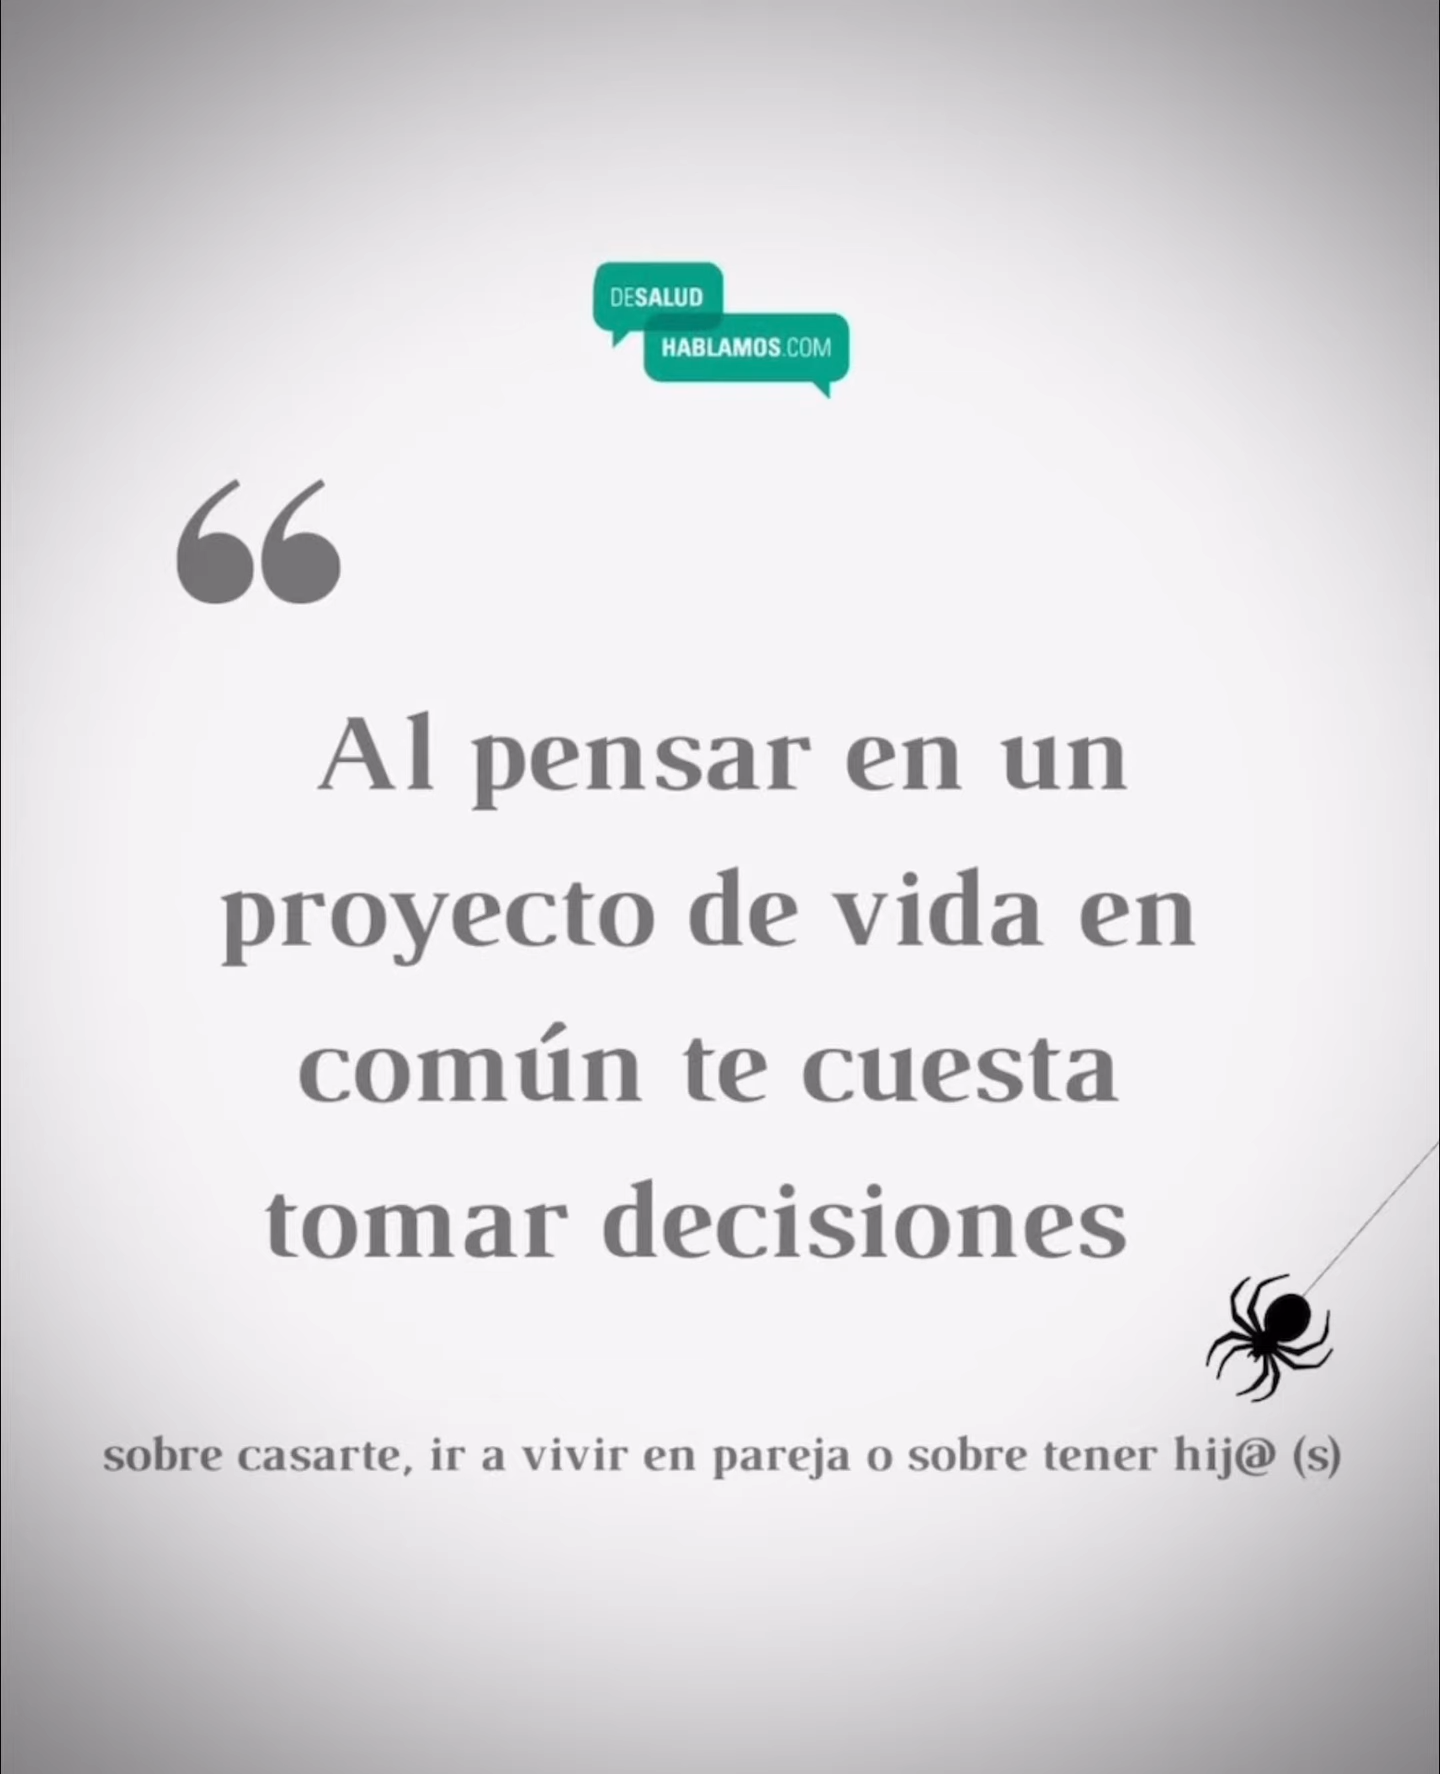 DESALUD
HABLAMOS.COM
“
Al pensar en un
proyecto de vida en
común te cuesta
tomar decisiones
sobre casarte, ir a vivir en pareja o sobre tener hij@ (s)